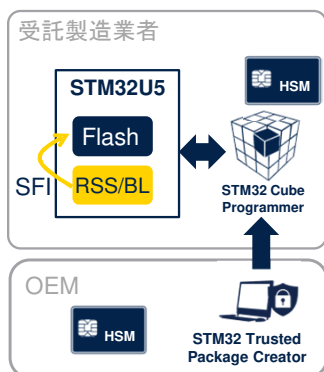 受託製造業者
STM32U5
HSM
Flash
SFI
RSS/BL
STM32 Cube
Programmer
OEM
HSM
STM32 Trusted
Package Creator